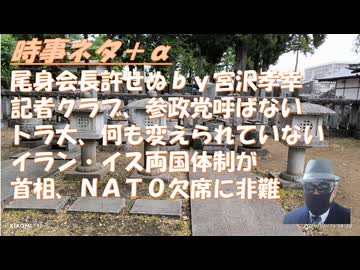 時事ネタ＋α
尾身会長許せぬｂｙ宮沢孝幸
記者クラブ、参政党呼ばない
トラ大、何も変えられていない
イラン・イス両国体制が
首相、ＮＡＴＯ欠席に非難
XIAOMI